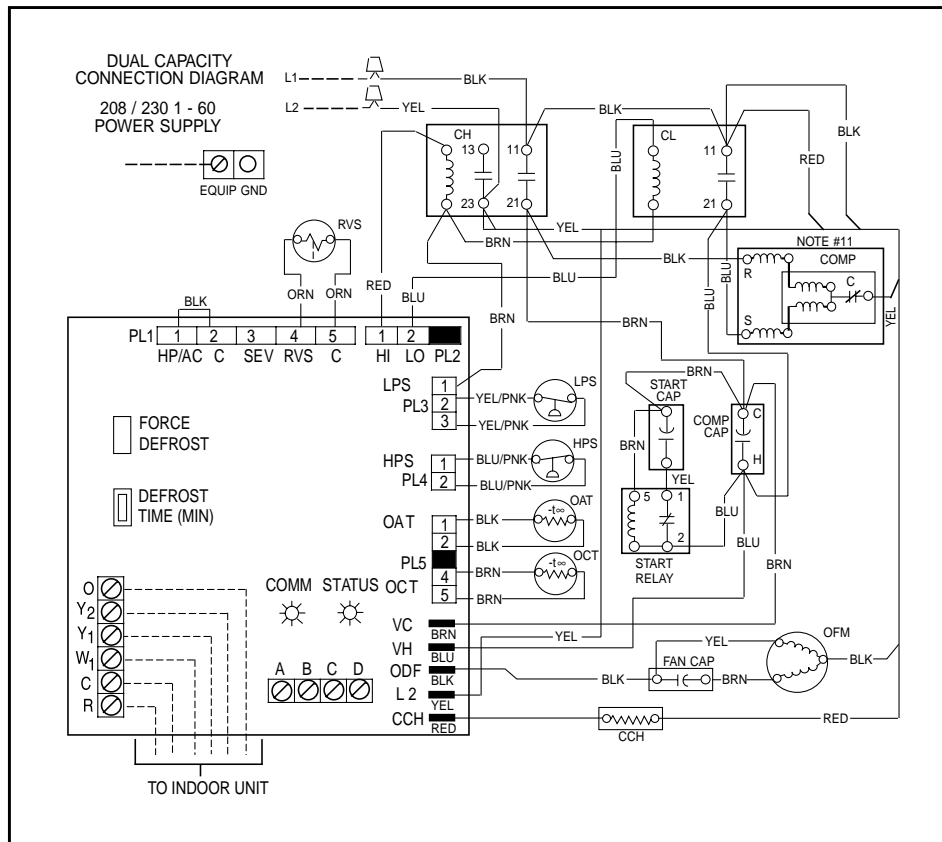 DUAL CAPACITY
CONNECTION DIAGRAM
208 / 230 1 - 60
POWER SUPPLY
EQUIP GND
L1
BLK
L2
YEL
CH
13
11
23
21
BLK
BLU
CL
11
21
RED
BLK
BRN
YEL
BLK
BLU
BLU
BLU
NOTE #11
COMP
R
C
S
YEL
RVS
ORN
ORN
RED
BLU
BRN
BRN
BLK
PL1
1
2
3
4
5
1
2
HP/AC
C
SEV
RVS
C
HI
LO
PL2
LPS
PL3
1
2
3
YEL/PNK
YEL/PNK
LPS
HPS
PL4
1
2
BLU/PNK
BLU/PNK
HPS
OAT
1
2
BLK
BLK
-t∞
OAT
PL5
OCT
4
5
BRN
BRN
-t∞
OCT
FORCE
DEFROST
DEFROST
TIME (MIN)
BRN
START
CAP
BRN
YEL
COMP
CAP
C
H
5
1
2
START
RELAY
BLU
BLU
BRN
COMM
STATUS
O
Y2
Y1
W1
C
R
A
B
C
D
VC
BRN
VH
BLU
ODF
BLK
L 2
YEL
CCH
RED
YEL
BLK
FAN CAP
YEL
BRN
OFM
BLK
CCH
RED
TO INDOOR UNIT